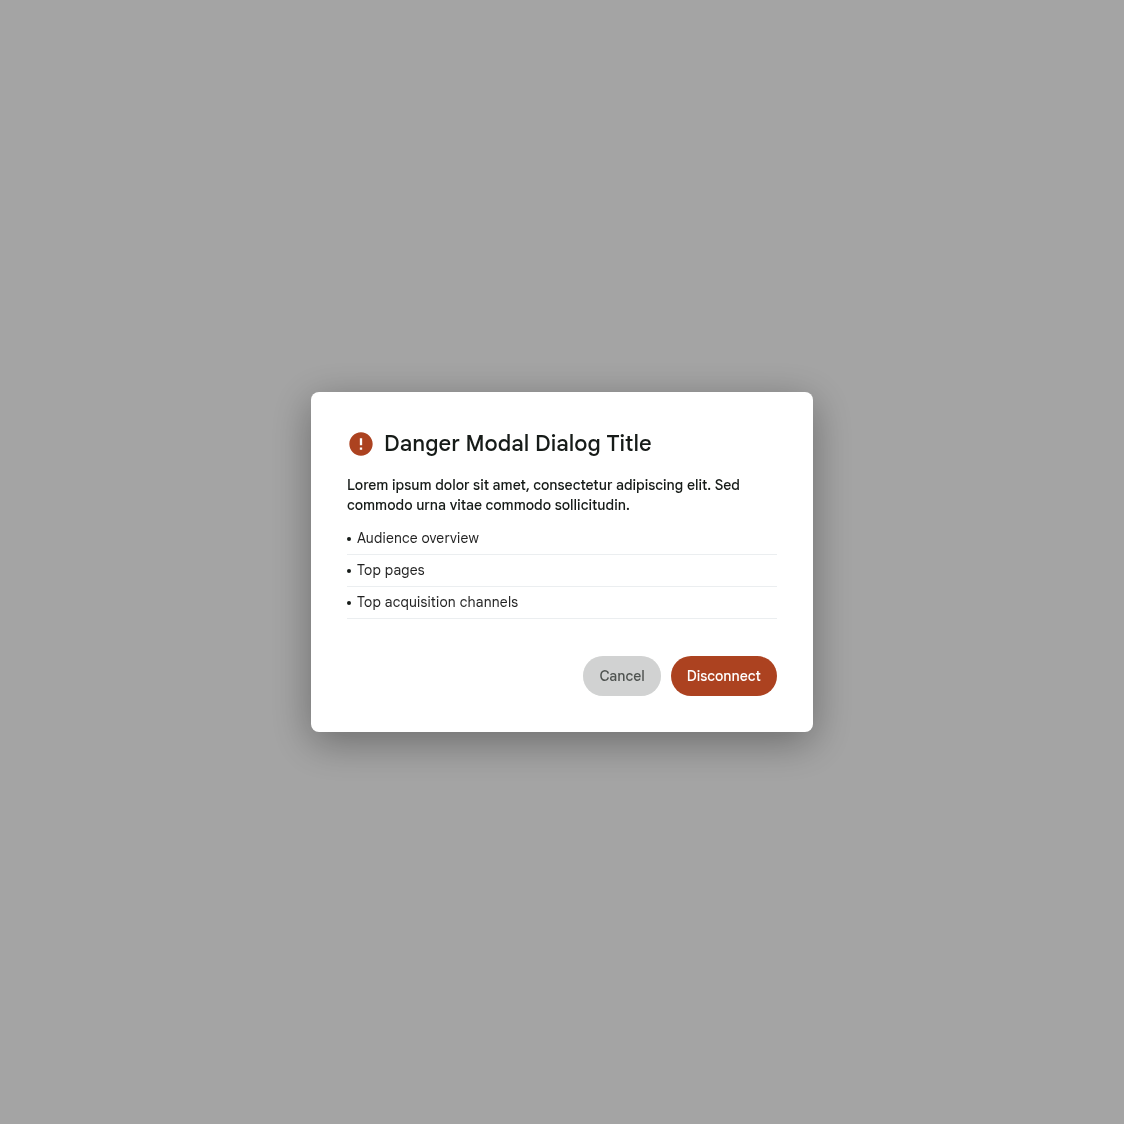 Danger Modal Dialog Title
Lorem ipsum dolor sit amet, consectetur adipiscing elit. Sed
commodo urna vitae commodo sollicitudin.
• Audience overview
• Top pages
• Top acquisition channels
Cancel Disconnect